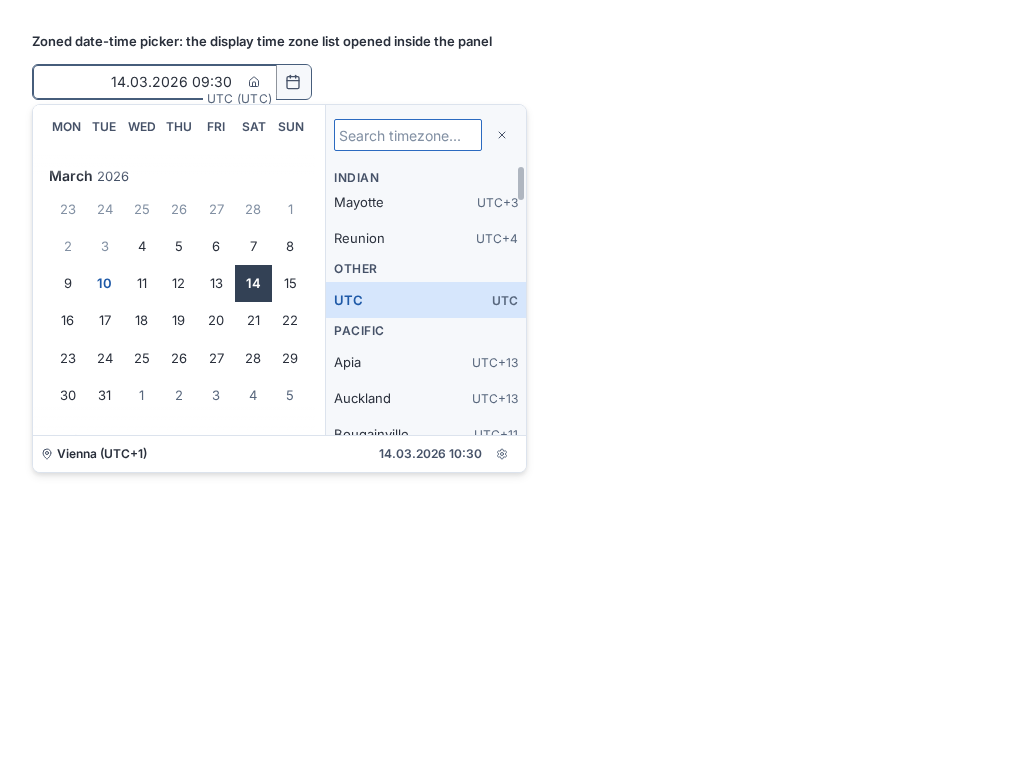 Zoned date-time picker: the display time zone list opened inside the panel
14.03.2026 09:30
UTC (UTC)
MON TUE WED THU FRI SAT SUN
March 2026
23 24 25 26 27 28 1
2 3 4 5 6 7 8
9 10 11 12 13 14 15
16 17 18 19 20 21 22
23 24 25 26 27 28 29
30 31 1 2 3 4 5
Search timezone...
INDIAN
Mayotte UTC+3
Reunion UTC+4
OTHER
UTC UTC
PACIFIC
Apia UTC+13
Auckland UTC+13
Bougainville UTC+11
Vienna (UTC+1) 14.03.2026 10:30